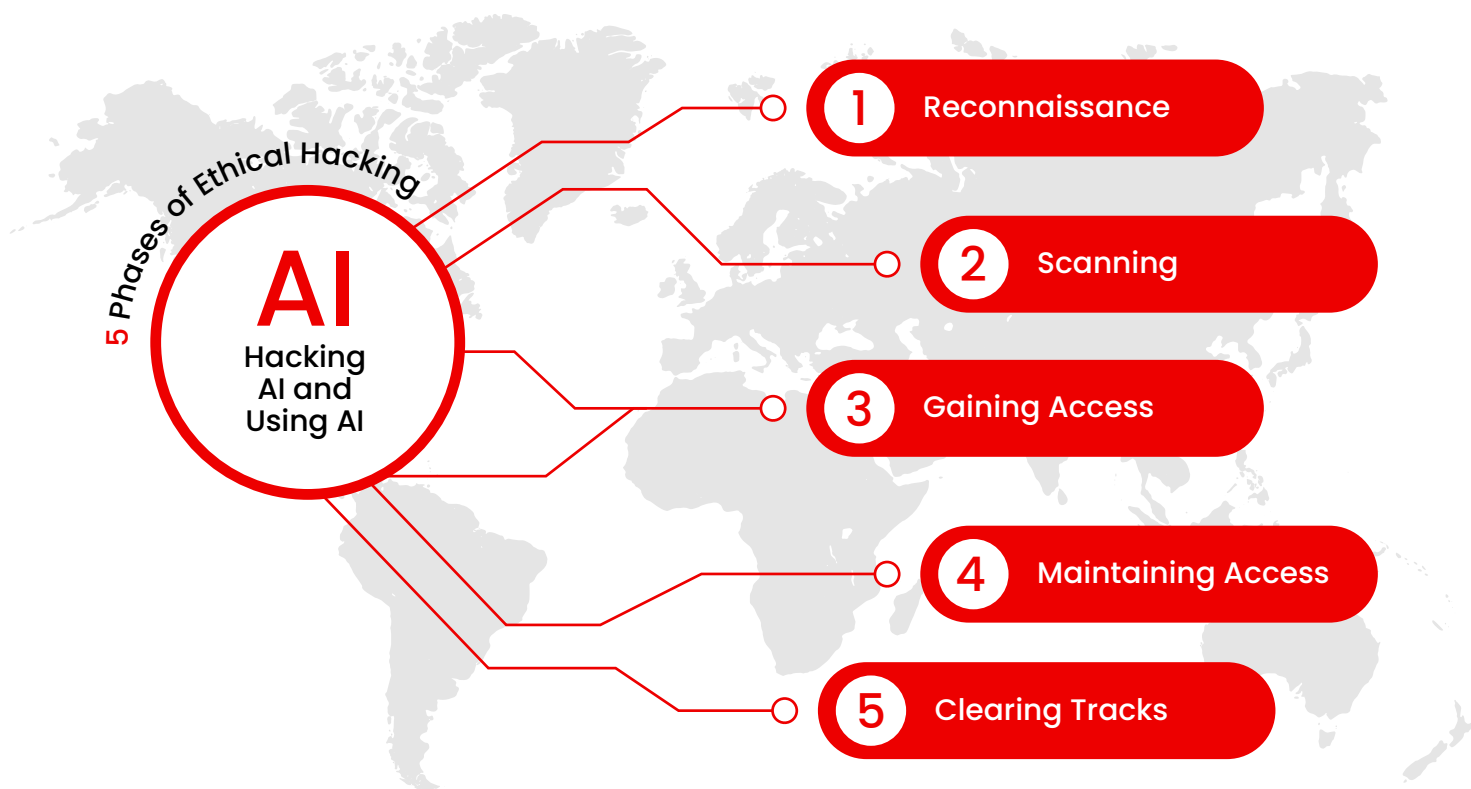 5 Phases of Ethical Hacking
AI
Hacking
AI and
Using AI
1 Reconnaissance
2 Scanning
3 Gaining Access
4 Maintaining Access
5 Clearing Tracks